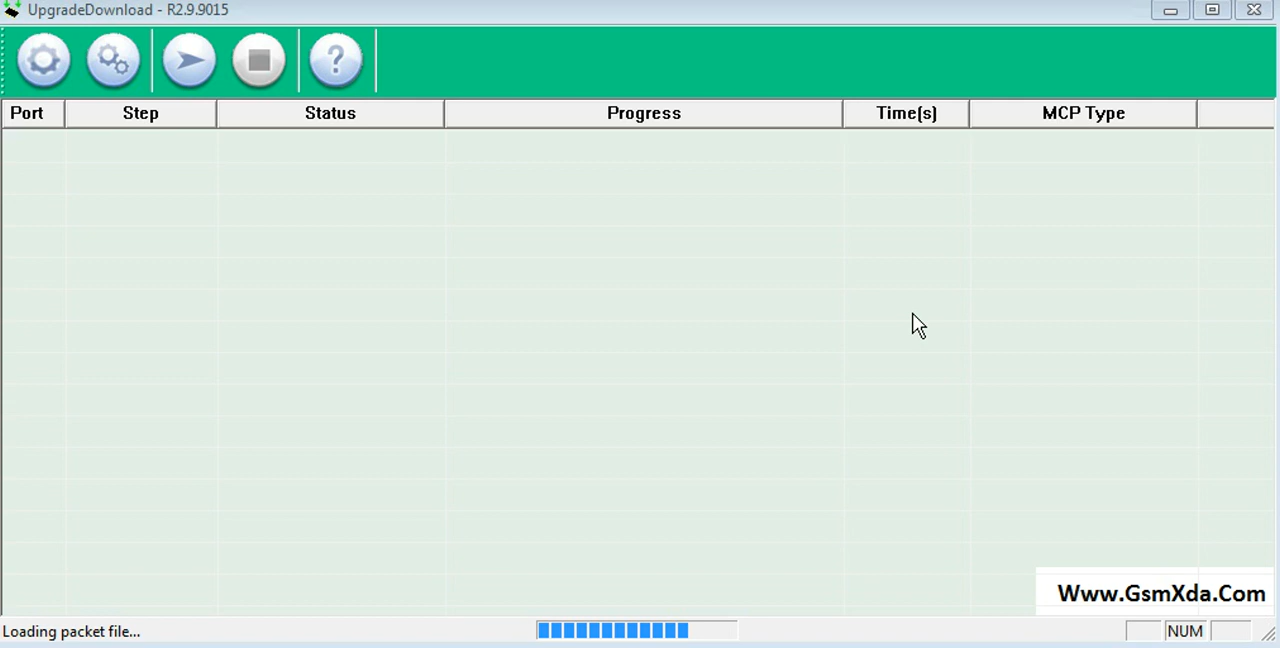 UpgradeDownload - R2.9.9015
?
Port Step Status Progress Time(s) MCP Type
Www.GsmXda.Com
Loading packet file... NUM